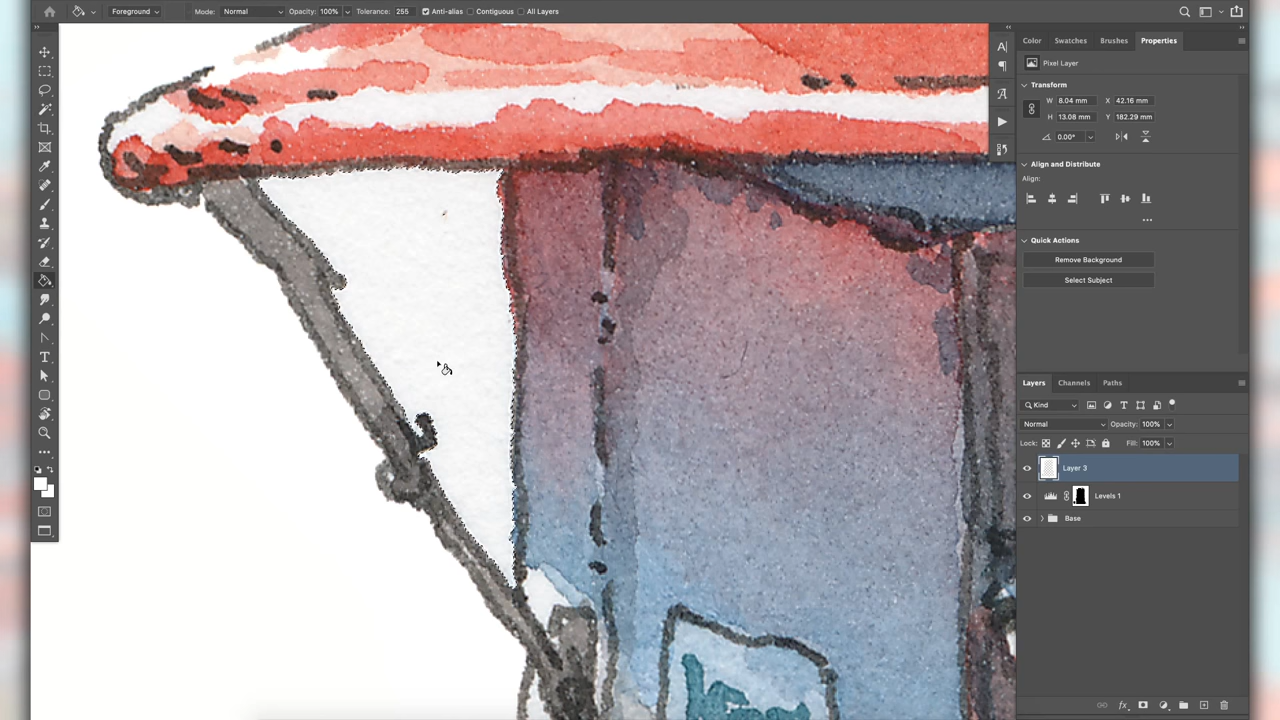 Foreground Mode: Normal Opacity: 100% Tolerance: 255 Anti-alias Contiguous All Layers
Color Swatches Brushes Properties
Pixel Layer
Transform
W 8.04 mm X 42.16 mm
H 13.08 mm Y 182.29 mm
0.00°
Align and Distribute
Align:
Quick Actions
Remove Background
Select Subject
Layers Channels Paths
Kind
Normal Opacity: 100%
Lock: Fill: 100%
Layer 3
Levels 1
Base